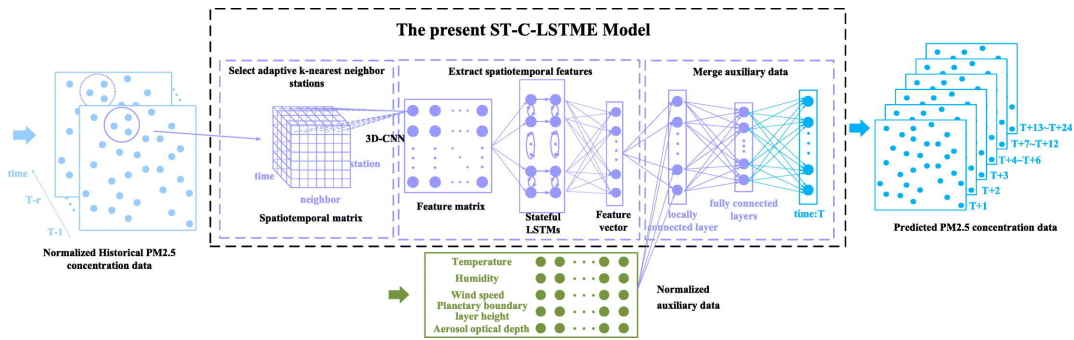 The present ST-C-LSTME Model
Select adaptive k-nearest neighbor
stations
Extract spatiotemporal features
Merge auxiliary data
3D-CNN
station
time
neighbor
Spatiotemporal matrix
Feature matrix
Stateful
LSTMs
Feature
vector
locally
connected layer
fully connected
layers
time:T
time
T-r
T-1
Normalized Historical PM2.5
concentration data
T+13~T+24
T+7~T+12
T+4~T+6
T+3
T+2
T+1
Predicted PM2.5 concentration data
Temperature
Humidity
Wind speed
Planetary boundary
layer height
Aerosol optical depth
Normalized
auxiliary data